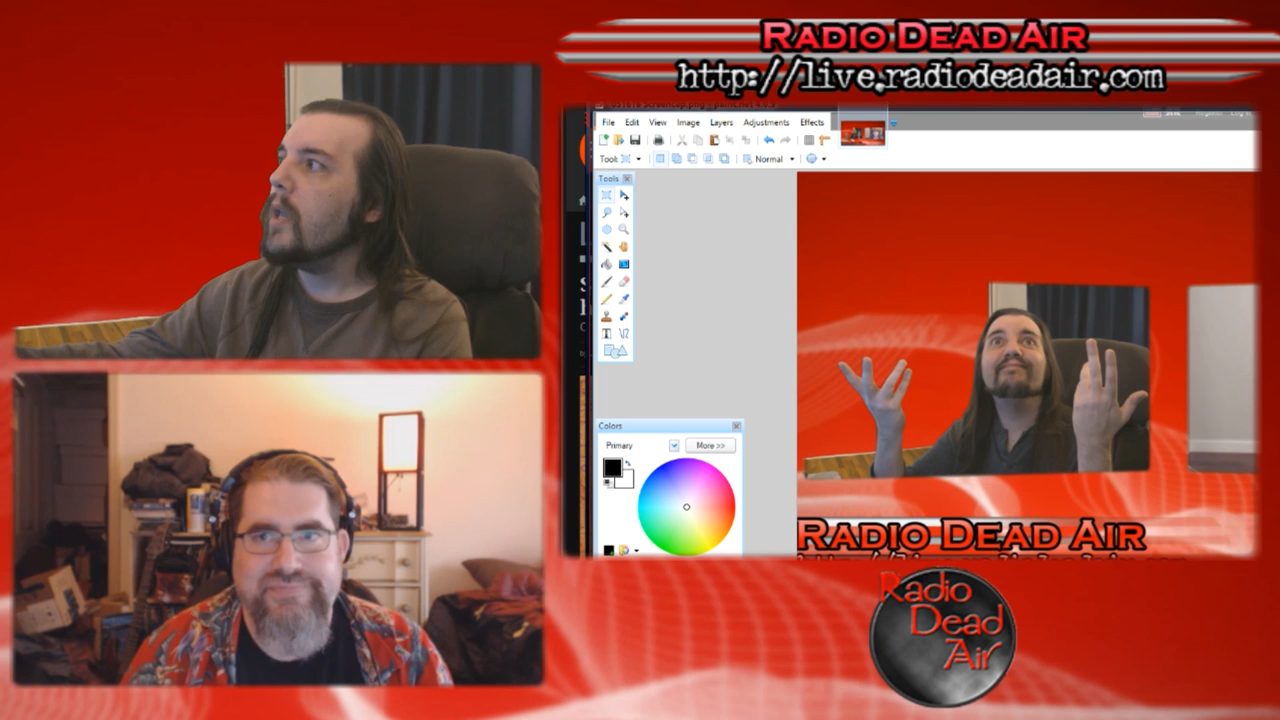 RADIO DEAD AIR
http://live.radiodeadair.com
File Edit View Image Layers Adjustments Effects
Tool:
Normal
Tools
Colors
Primary
More >>
RADIO DEAD AIR
Radio
Dead
Air